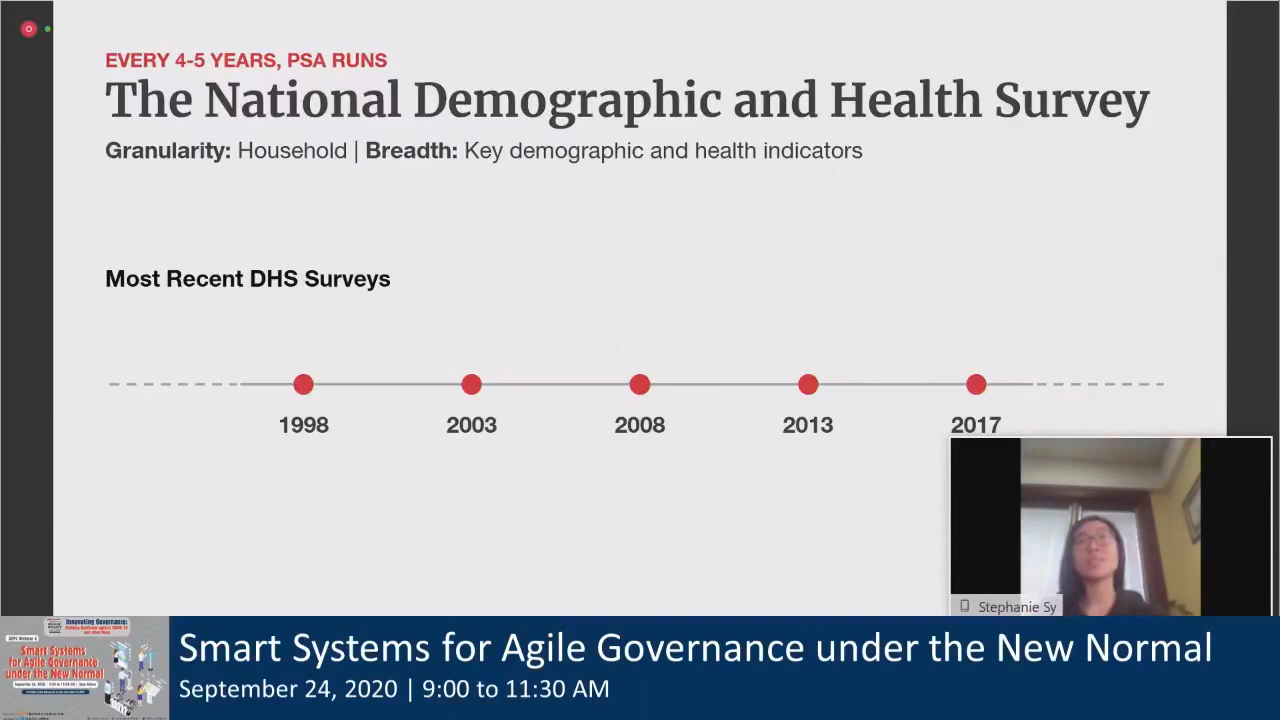 EVERY 4-5 YEARS, PSA RUNS
The National Demographic and Health Survey
Granularity: Household | Breadth: Key demographic and health indicators
Most Recent DHS Surveys
1998 2003 2008 2013 2017
Stephanie Sy
Innovating Governance:
Smart Systems
for Agile Governance
under the New Normal
Smart Systems for Agile Governance under the New Normal
September 24, 2020 | 9:00 to 11:30 AM